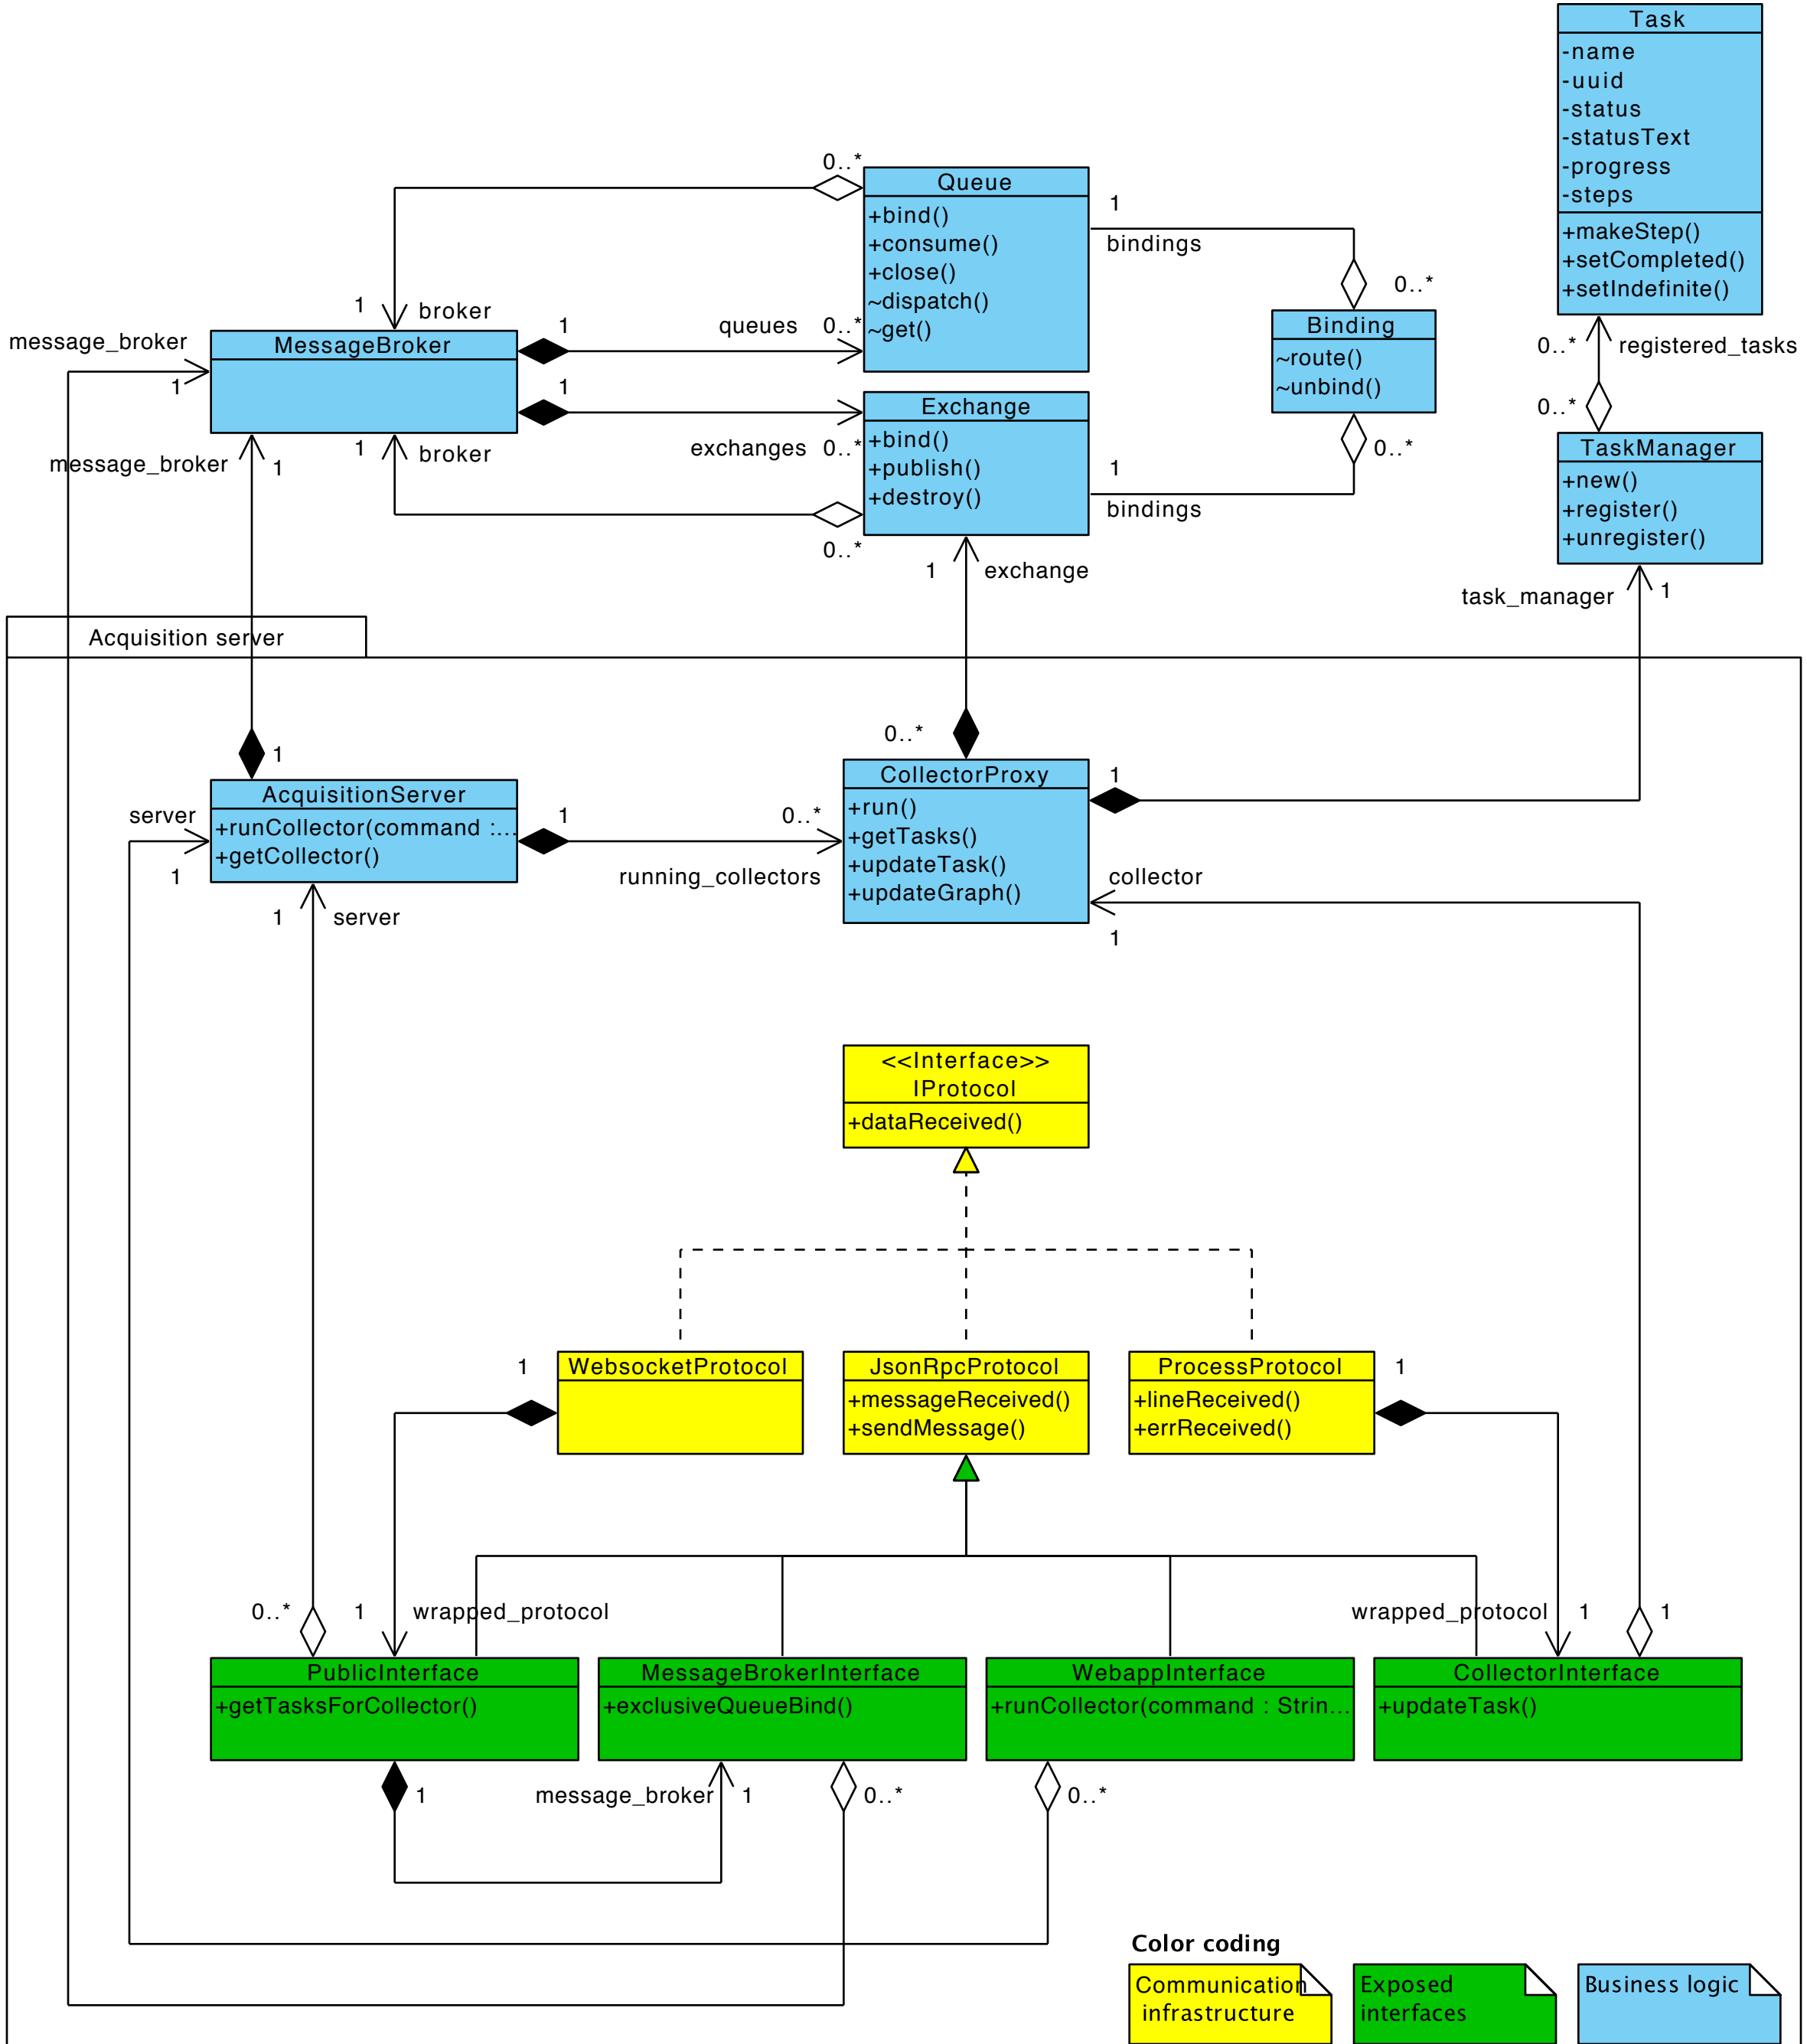 Task
-name
-uuid
-status
-statusText
-progress
-steps
+makeStep()
+setCompleted()
+setIndefinite()
0..*
Queue
+bind()
+consume()
+close()
~dispatch()
~get()
1
bindings
0..*
Binding
~route()
~unbind()
0..*
1
bindings
0..* registered_tasks
0..*
TaskManager
+new()
+register()
+unregister()
task_manager 1
1 broker
message_broker
1
MessageBroker
1 queues 0..*
1
exchanges 0..*
Exchange
+bind()
+publish()
+destroy()
1 broker
0..*
message_broker 1
1 exchange
Acquisition server
1
0..*
AcquisitionServer
+runCollector(command :...
+getCollector()
server
1
1 0..*
running_collectors
CollectorProxy
+run()
+getTasks()
+updateTask()
+updateGraph()
1
collector
1
1 server
<<Interface>>
IProtocol
+dataReceived()
1
WebsocketProtocol
JsonRpcProtocol
+messageReceived()
+sendMessage()
ProcessProtocol
+lineReceived()
+errReceived()
1
0..* 1 wrapped_protocol
wrapped_protocol 1 1
PublicInterface
+getTasksForCollector()
MessageBrokerInterface
+exclusiveQueueBind()
WebappInterface
+runCollector(command : Strin...
CollectorInterface
+updateTask()
1 message_broker 1 0..* 0..*
Color coding
Communication
infrastructure
Exposed
interfaces
Business logic